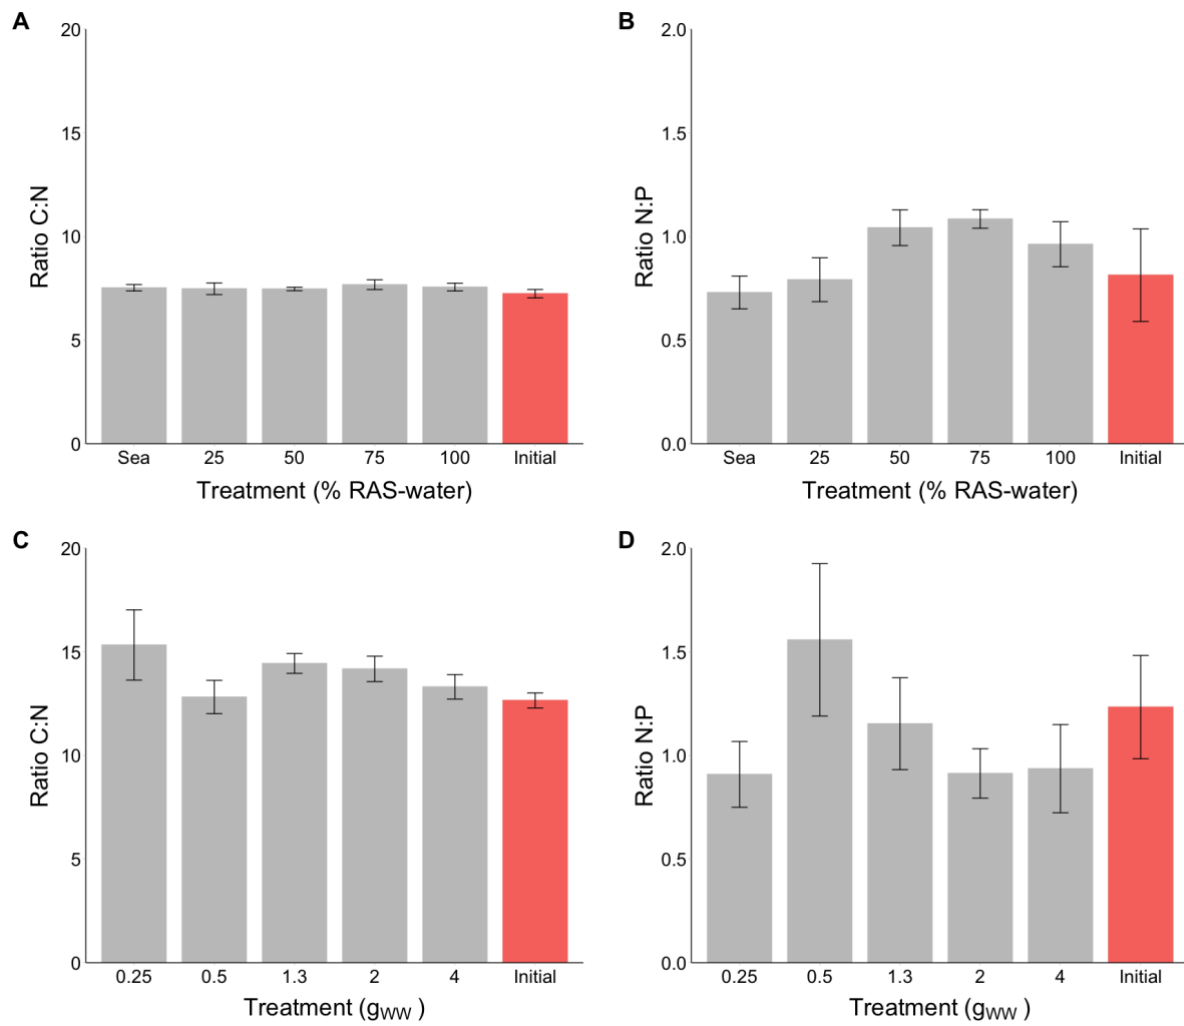 A
20
15
10
5
0
Ratio C:N
Sea 25 50 75 100 Initial
Treatment (% RAS-water)
B
2.0
1.5
1.0
0.5
0.0
Ratio N:P
Sea 25 50 75 100 Initial
Treatment (% RAS-water)
C
20
15
10
5
0
Ratio C:N
0.25 0.5 1.3 2 4 Initial
Treatment (gWW )
D
2.0
1.5
1.0
0.5
0.0
Ratio N:P
0.25 0.5 1.3 2 4 Initial
Treatment (gWW )